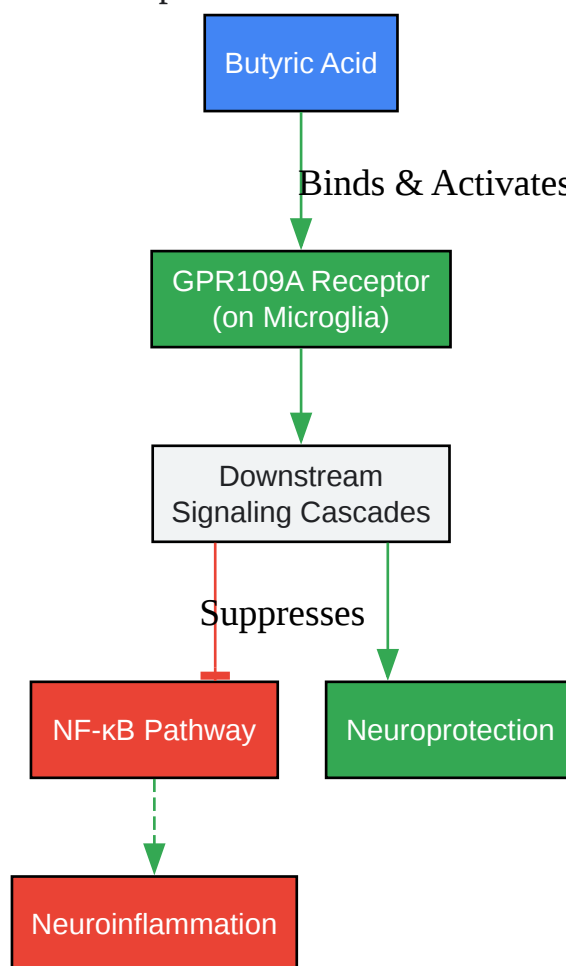 Butyric Acid
Binds & Activates
GPR109A Receptor
(on Microglia)
Downstream
Signaling Cascades
Suppresses
NF-κB Pathway
Neuroprotection
Neuroinflammation